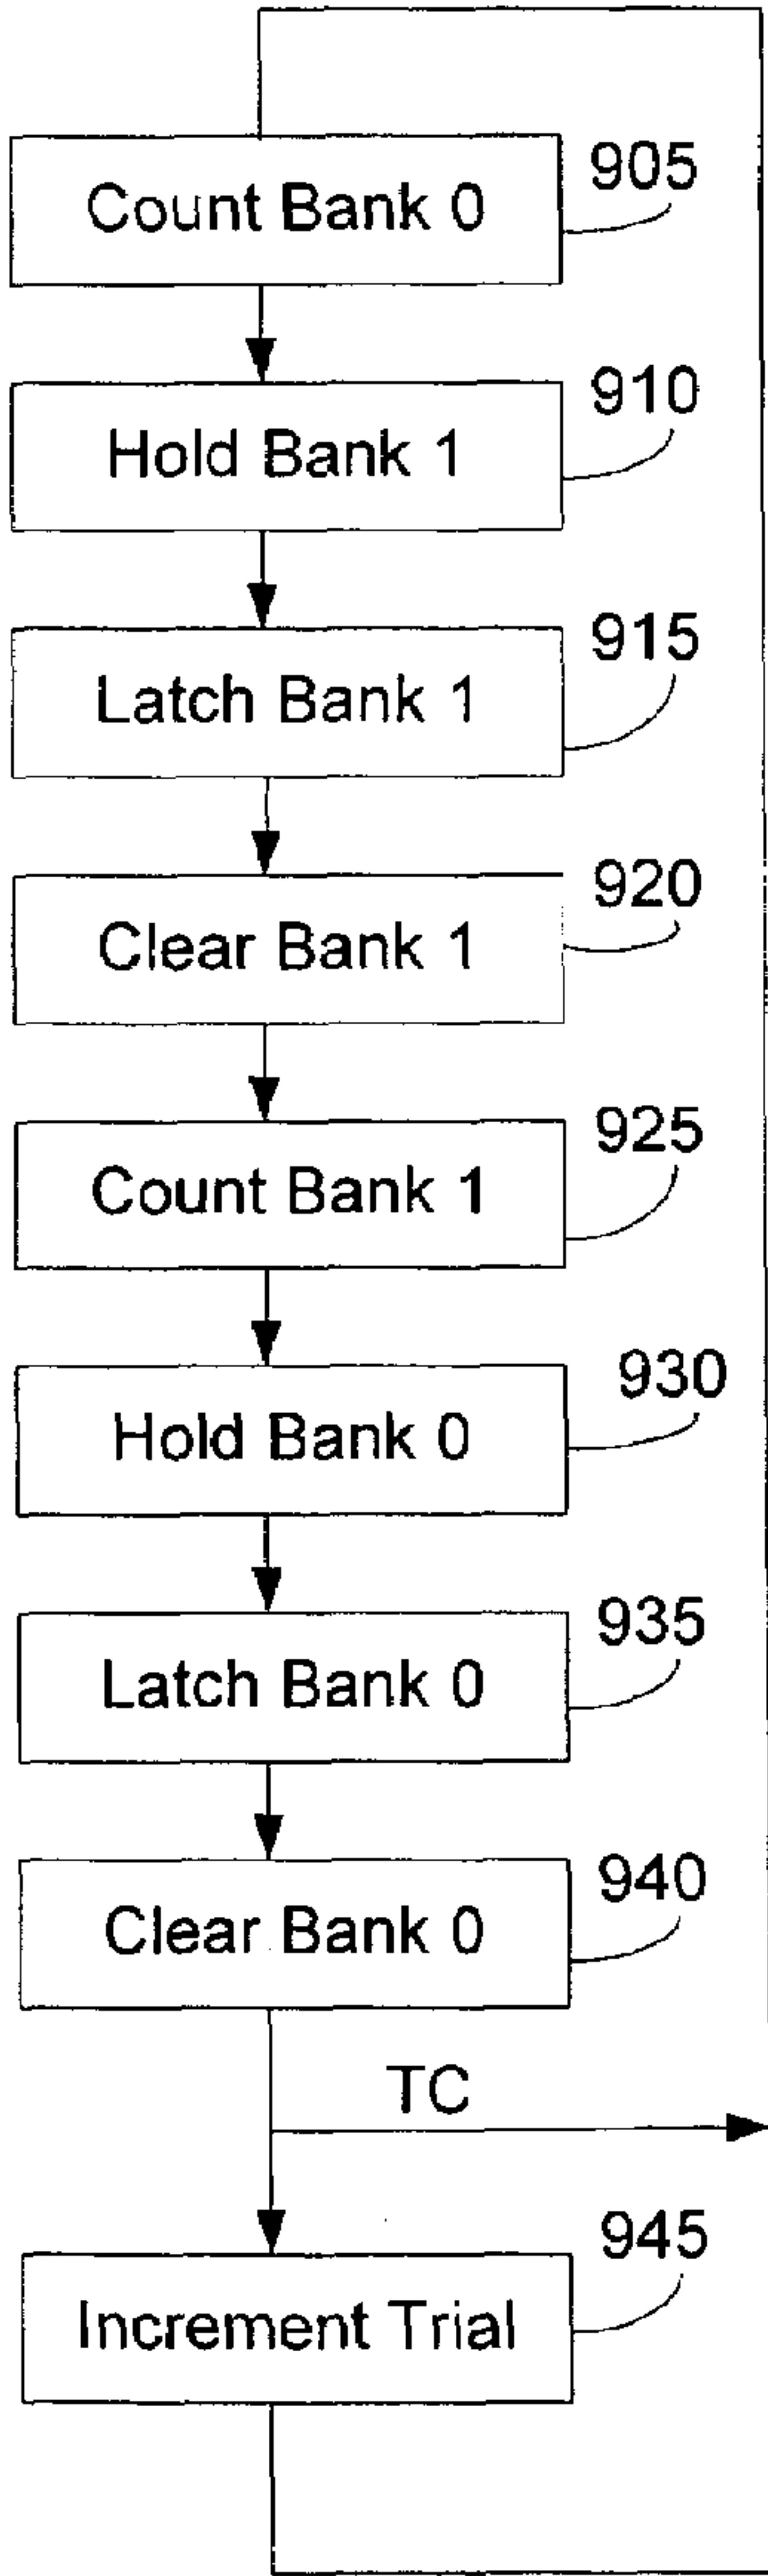 905
Count Bank 0
910
Hold Bank 1
915
Latch Bank 1
920
Clear Bank 1
925
Count Bank 1
930
Hold Bank 0
935
Latch Bank 0
940
Clear Bank 0
TC
945
Increment Trial